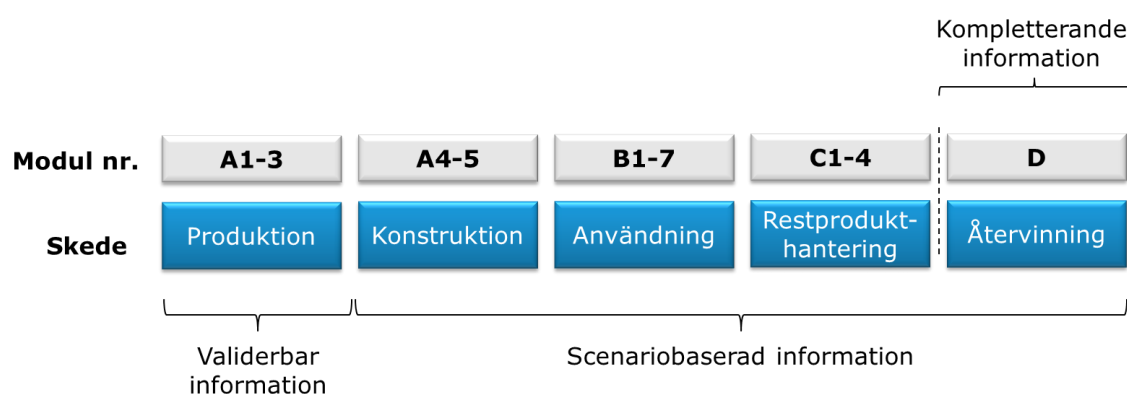 Kompletterande
information
Modul nr.
A1-3
A4-5
B1-7
C1-4
D
Skede
Produktion
Konstruktion
Användning
Restprodukt-
hantering
Återvinning
Validerbar
information
Scenariobaserad information